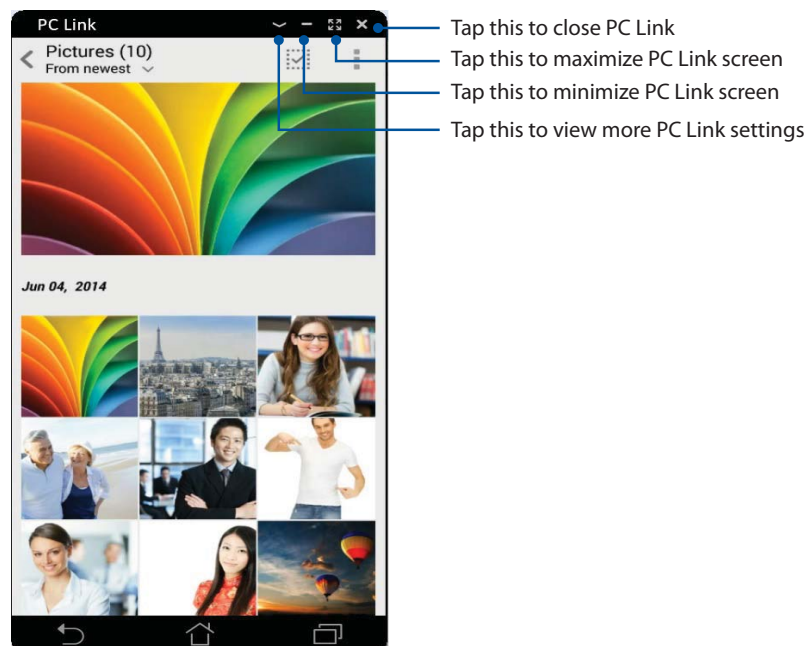 PC Link
Tap this to close PC Link
Pictures (10)
From newest
Tap this to maximize PC Link screen
Tap this to minimize PC Link screen
Tap this to view more PC Link settings
Jun 04, 2014